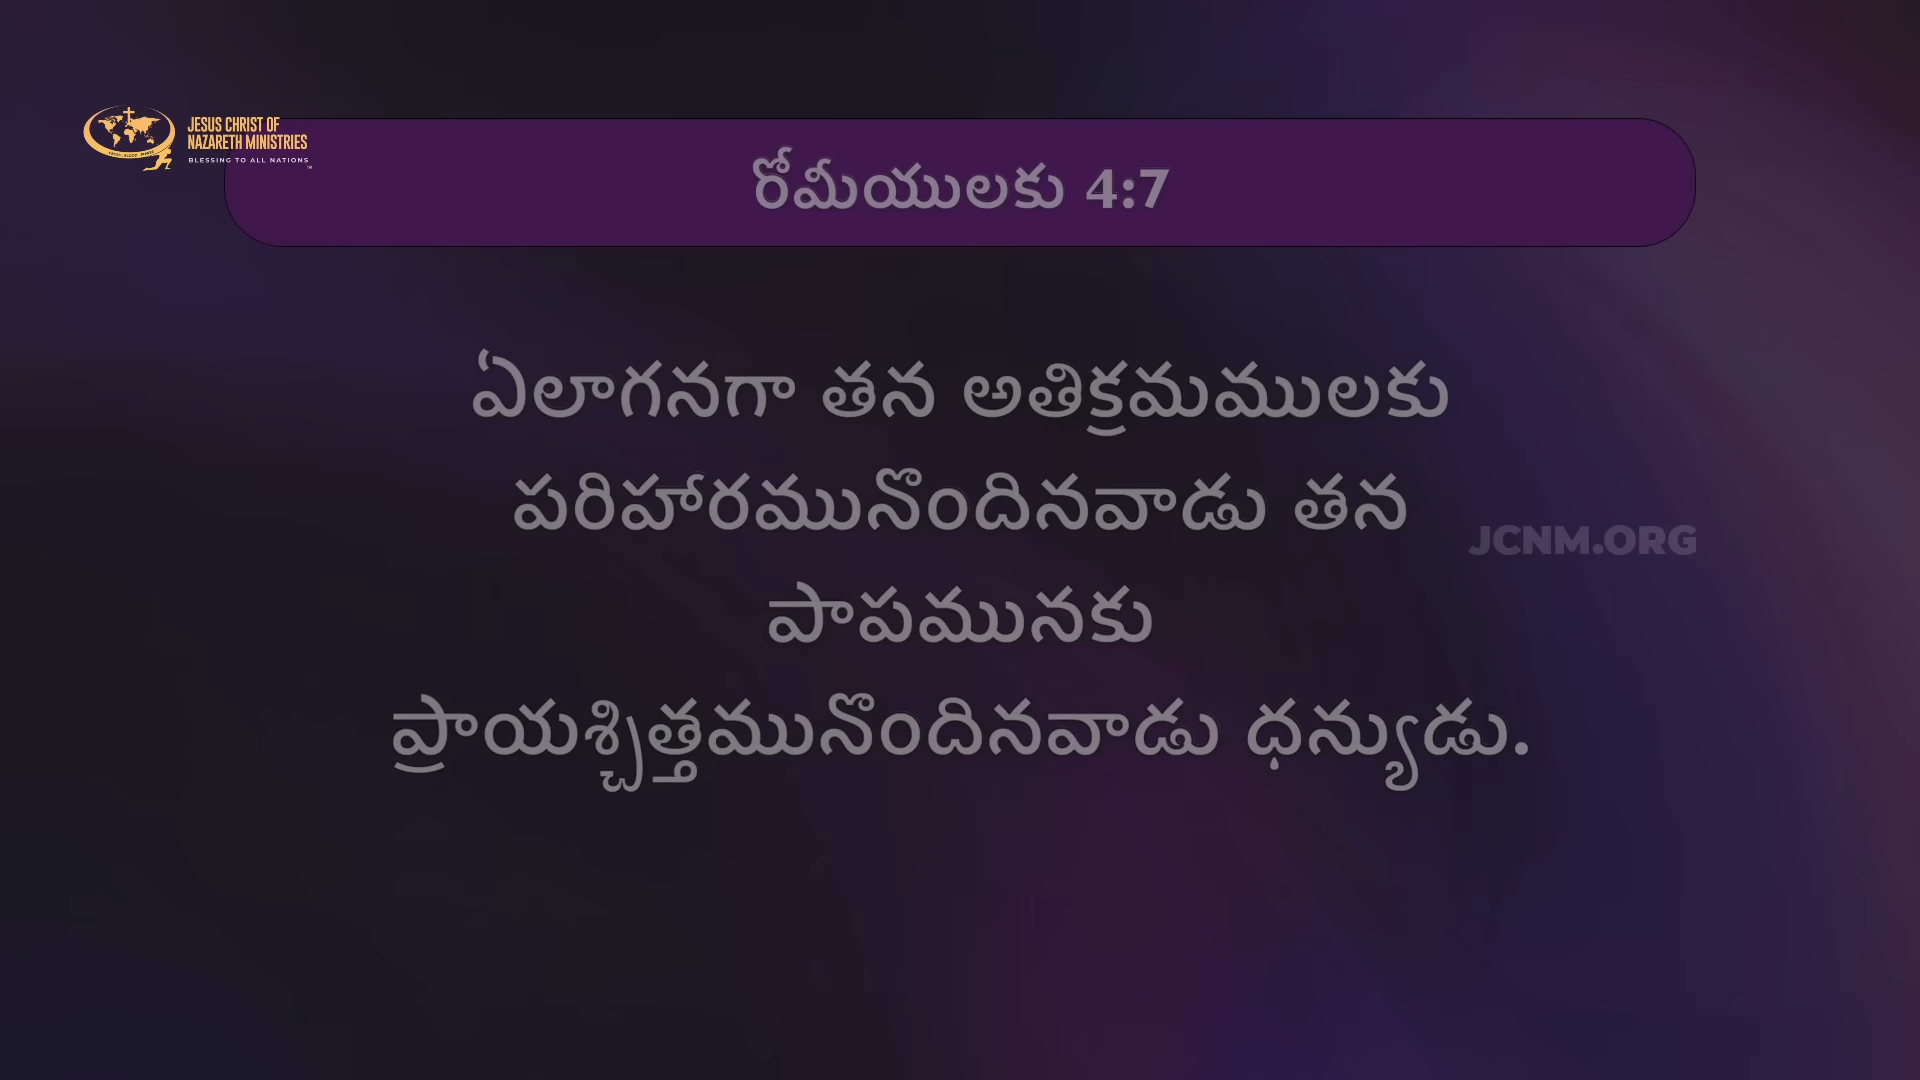 JESUS CHRIST OF
NAZARETH MINISTRIES
BLESSING TO ALL NATIONS
రోమీయులకు 4:7
ఏలాగనగా తన అతిక్రమములకు
పరిహారమునొందినవాడు తన
పాపమునకు
ప్రాయశ్చిత్తమునొందినవాడు ధన్యుడు.
JCNM.ORG